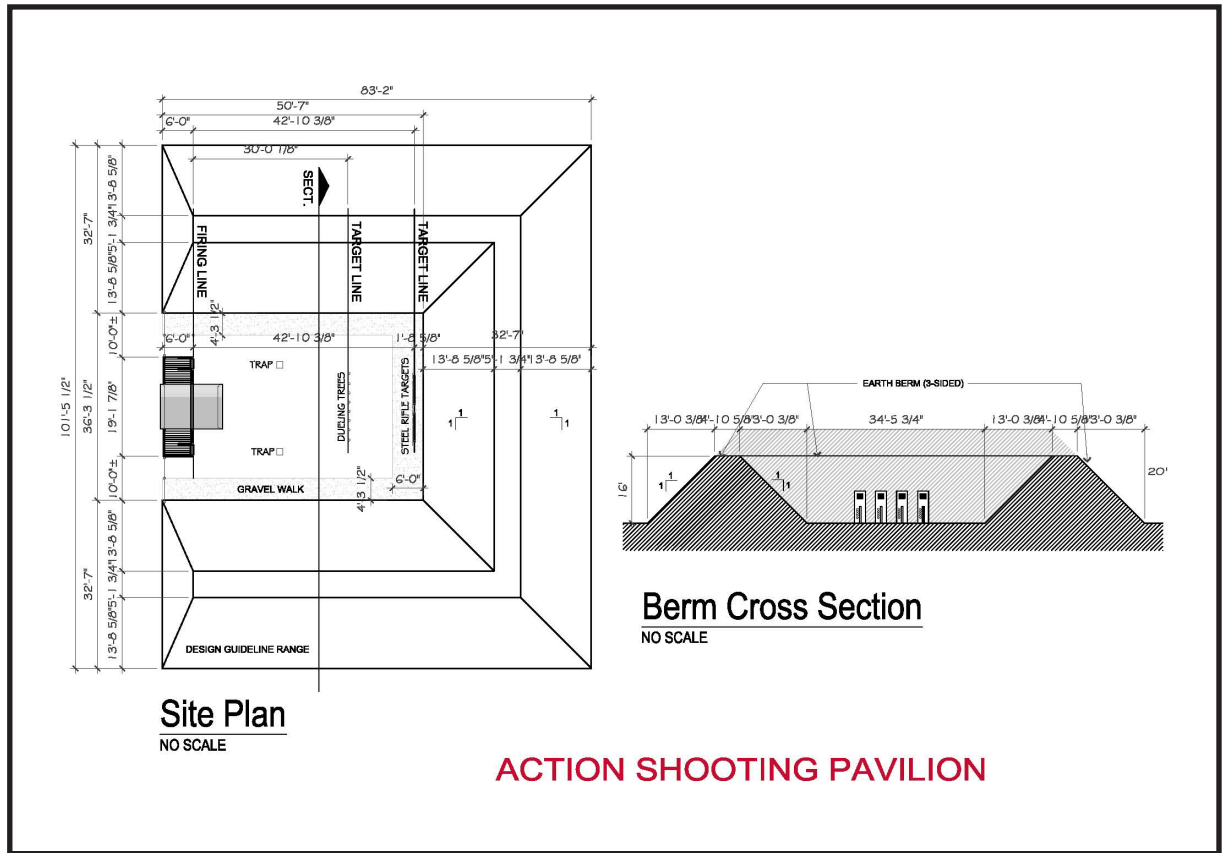 83'-2"
50'-7"
6'-0" 42'-10 3/8"
30'-0 1/8"
SECT.
FIRING LINE
TARGET LINE
TARGET LINE
13'-8 5/8"
5'-1 3/4"
13'-8 5/8"
32'-7"
10'-0"±
19'-1 7/8"
36'-3 1/2"
101'-5 1/2"
10'-0"±
13'-8 5/8"
5'-1 3/4"
13'-8 5/8"
32'-7"
4'-3 1/2"
6'-0" 42'-10 3/8" 1'-8 5/8" 32'-7"
13'-8 5/8" 5'-1 3/4" 13'-8 5/8"
TRAP
DUELING TREES
STEEL RIFLE TARGETS
1
1
1
1
TRAP
6'-0"
4'-3 1/2"
GRAVEL WALK
DESIGN GUIDELINE RANGE
Site Plan
NO SCALE
EARTH BERM (3-SIDED)
13'-0 3/8" 4'-10 5/8" 13'-0 3/8" 34'-5 3/4" 13'-0 3/8" 4'-10 5/8" 13'-0 3/8"
16'
1
1
1
1
20'
Berm Cross Section
NO SCALE
ACTION SHOOTING PAVILION